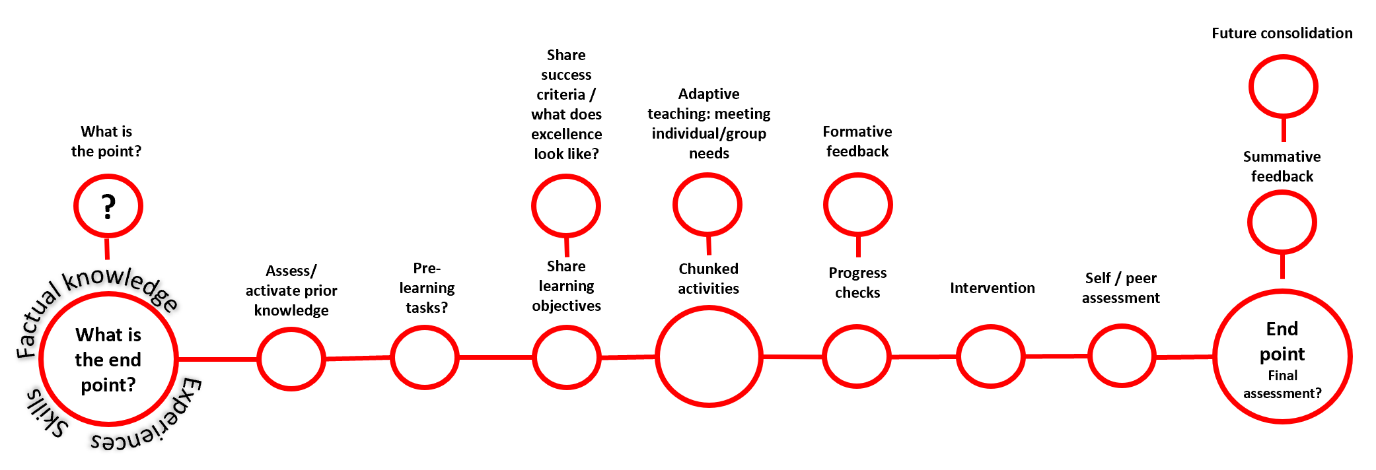 What is
the point?
?
Factual knowledge
What is
the end
point?
Skills
Experiences
Assess/
activate prior
knowledge
Pre-
learning
tasks?
Share
success
criteria /
what does
excellence
look like?
Share
learning
objectives
Adaptive
teaching: meeting
individual/group
needs
Chunked
activities
Formative
feedback
Progress
checks
Intervention
Self / peer
assessment
Future consolidation
Summative
feedback
End
point
Final
assessment?